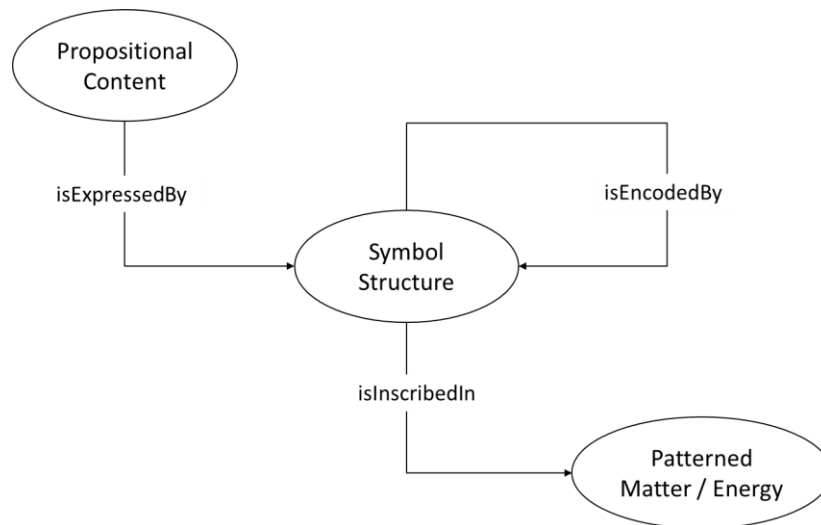 Propositional
Content
isExpressedBy
isEncodedBy
Symbol
Structure
isInscribedIn
Patterned
Matter / Energy